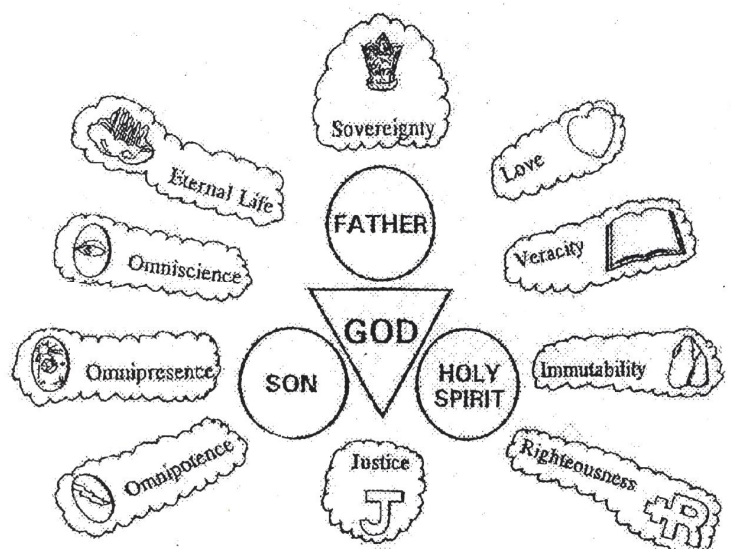 Sovereignty
Eternal Life
Love
FATHER
Omniscience
Veracity
GOD
Omnipresence
SON
HOLY
SPIRIT
Immutability
Omnipotence
Justice
J
Righteousness
+R